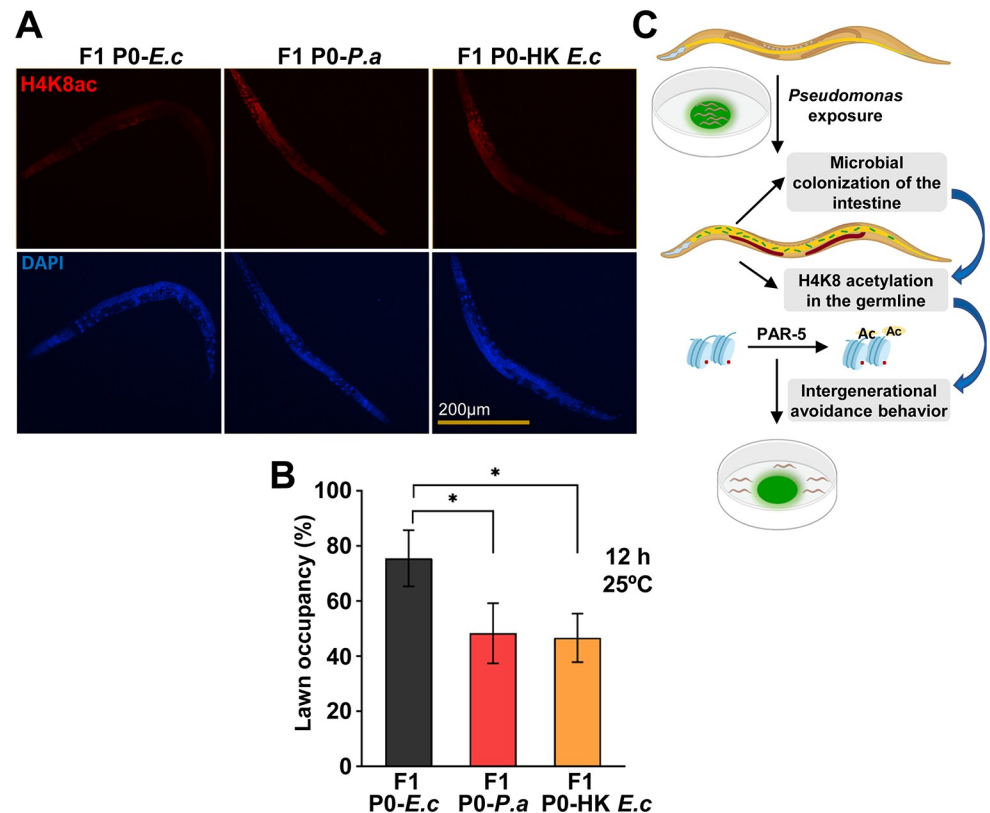 A
F1 P0-E.c
F1 P0-P.a
F1 P0-HK E.c
H4K8ac
DAPI
200µm
B
Lawn occupancy (%)
100
80
60
40
20
0
*
*
12 h
25ºC
F1
P0-E.c
F1
P0-P.a
F1
P0-HK E.c
C
Pseudomonas
exposure
Microbial
colonization of the
intestine
H4K8 acetylation
in the germline
PAR-5
Ac
Ac
Intergenerational
avoidance behavior